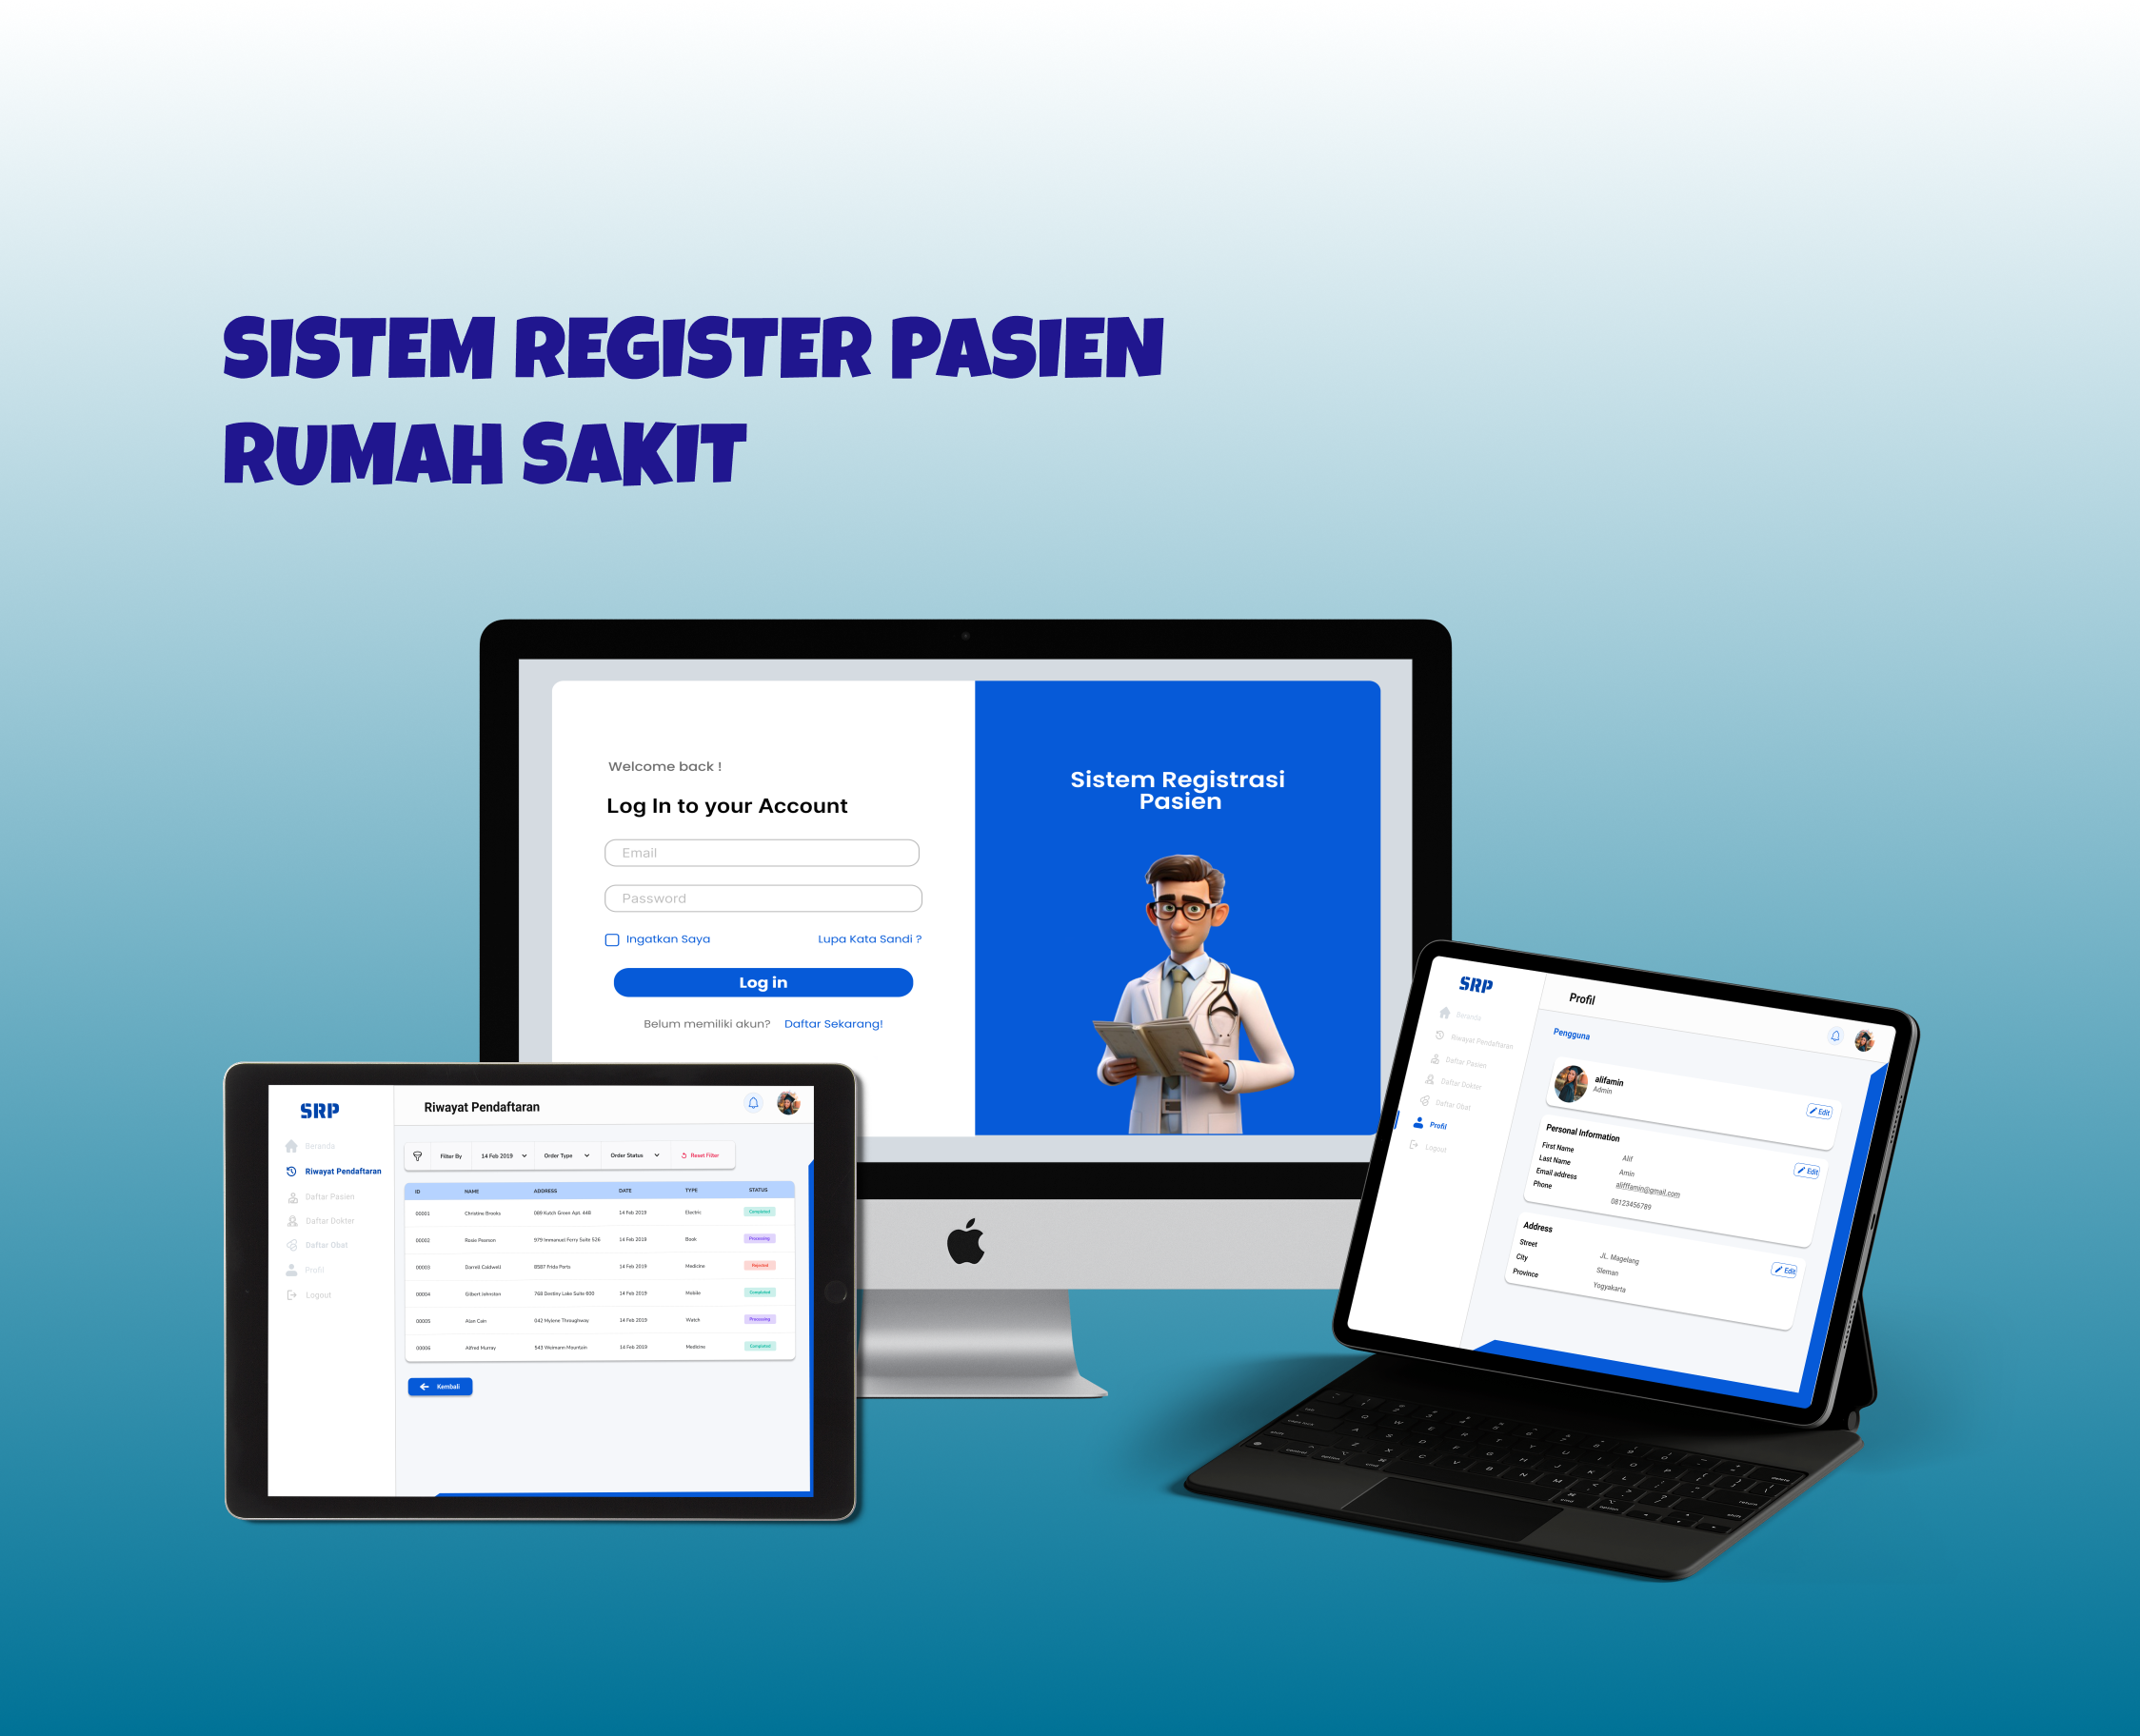 SISTEM REGISTER PASIEN
RUMAH SAKIT
Welcome back !
Log In to your Account
Email
Password
Ingatkan Saya Lupa Kata Sandi ?
Log in
Belum memiliki akun? Daftar Sekarang!
Sistem Registrasi
Pasien
SRP
Beranda
Riwayat Pendaftaran
Daftar Pasien
Daftar Dokter
Daftar Obat
Profil
Logout
Riwayat Pendaftaran
Filter By 14 Feb 2019 Order Type Order Status Reset Filter
ID NAME ADDRESS DATE TYPE STATUS
00001 Christine Brooks 089 Kutch Green Apt. 448 14 Feb 2019 Electric Completed
00002 Rosie Pearson 979 Immanuel Ferry Suite 526 14 Feb 2019 Book Processing
00003 Darrell Caldwell 8587 Frida Ports 14 Feb 2019 Medicine Rejected
00004 Gilbert Johnston 768 Destiny Lake Suite 600 14 Feb 2019 Mobile Completed
00005 Alan Cain 042 Mylene Throughway 14 Feb 2019 Watch Processing
00006 Alfred Murray 543 Weimann Mountain 14 Feb 2019 Medicine Completed
Kembali
SRP
Beranda
Riwayat Pendaftaran
Daftar Pasien
Daftar Dokter
Daftar Obat
Profil
Logout
Profil
Pengguna
alifamin
Admin
Edit
Personal Information
Edit
First Name Alif
Last Name Amin
Email address alifffamin@gmail.com
Phone 08123456789
Address
Edit
Street JL. Magelang
City Sleman
Province Yogyakarta